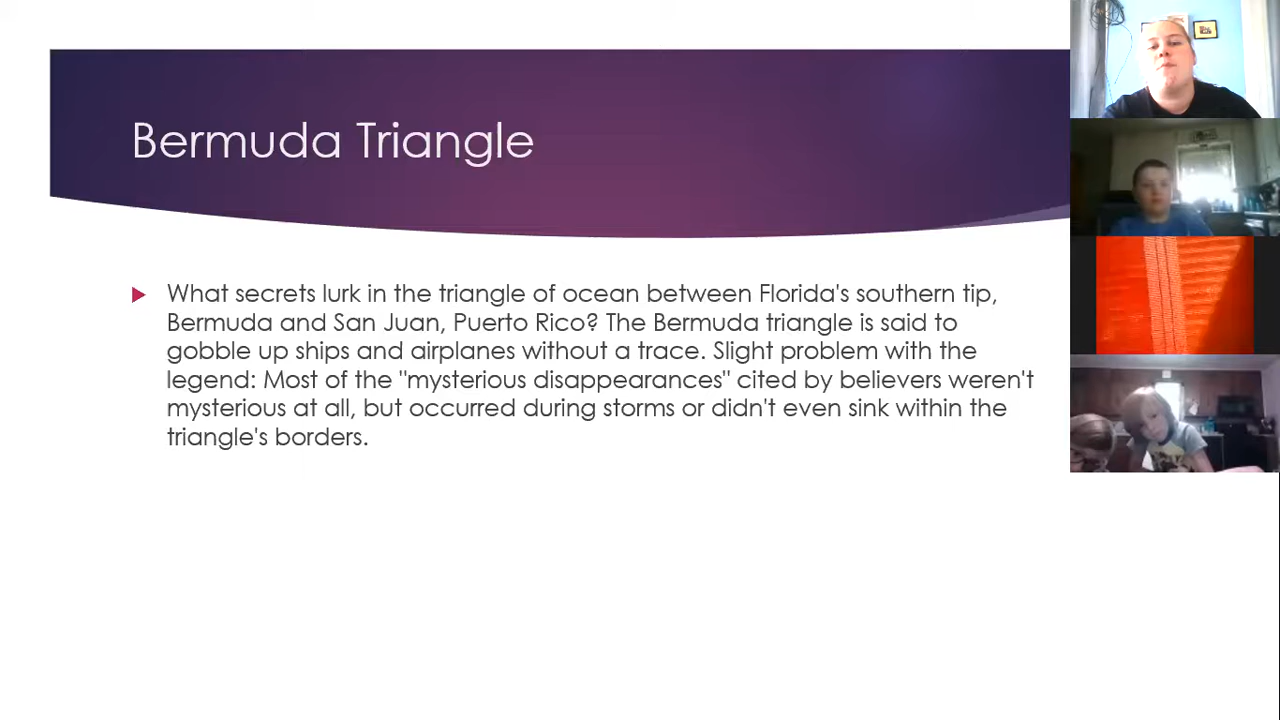 Bermuda Triangle
What secrets lurk in the triangle of ocean between Florida's southern tip,
Bermuda and San Juan, Puerto Rico? The Bermuda triangle is said to
gobble up ships and airplanes without a trace. Slight problem with the
legend: Most of the "mysterious disappearances" cited by believers weren't
mysterious at all, but occurred during storms or didn't even sink within the
triangle's borders.